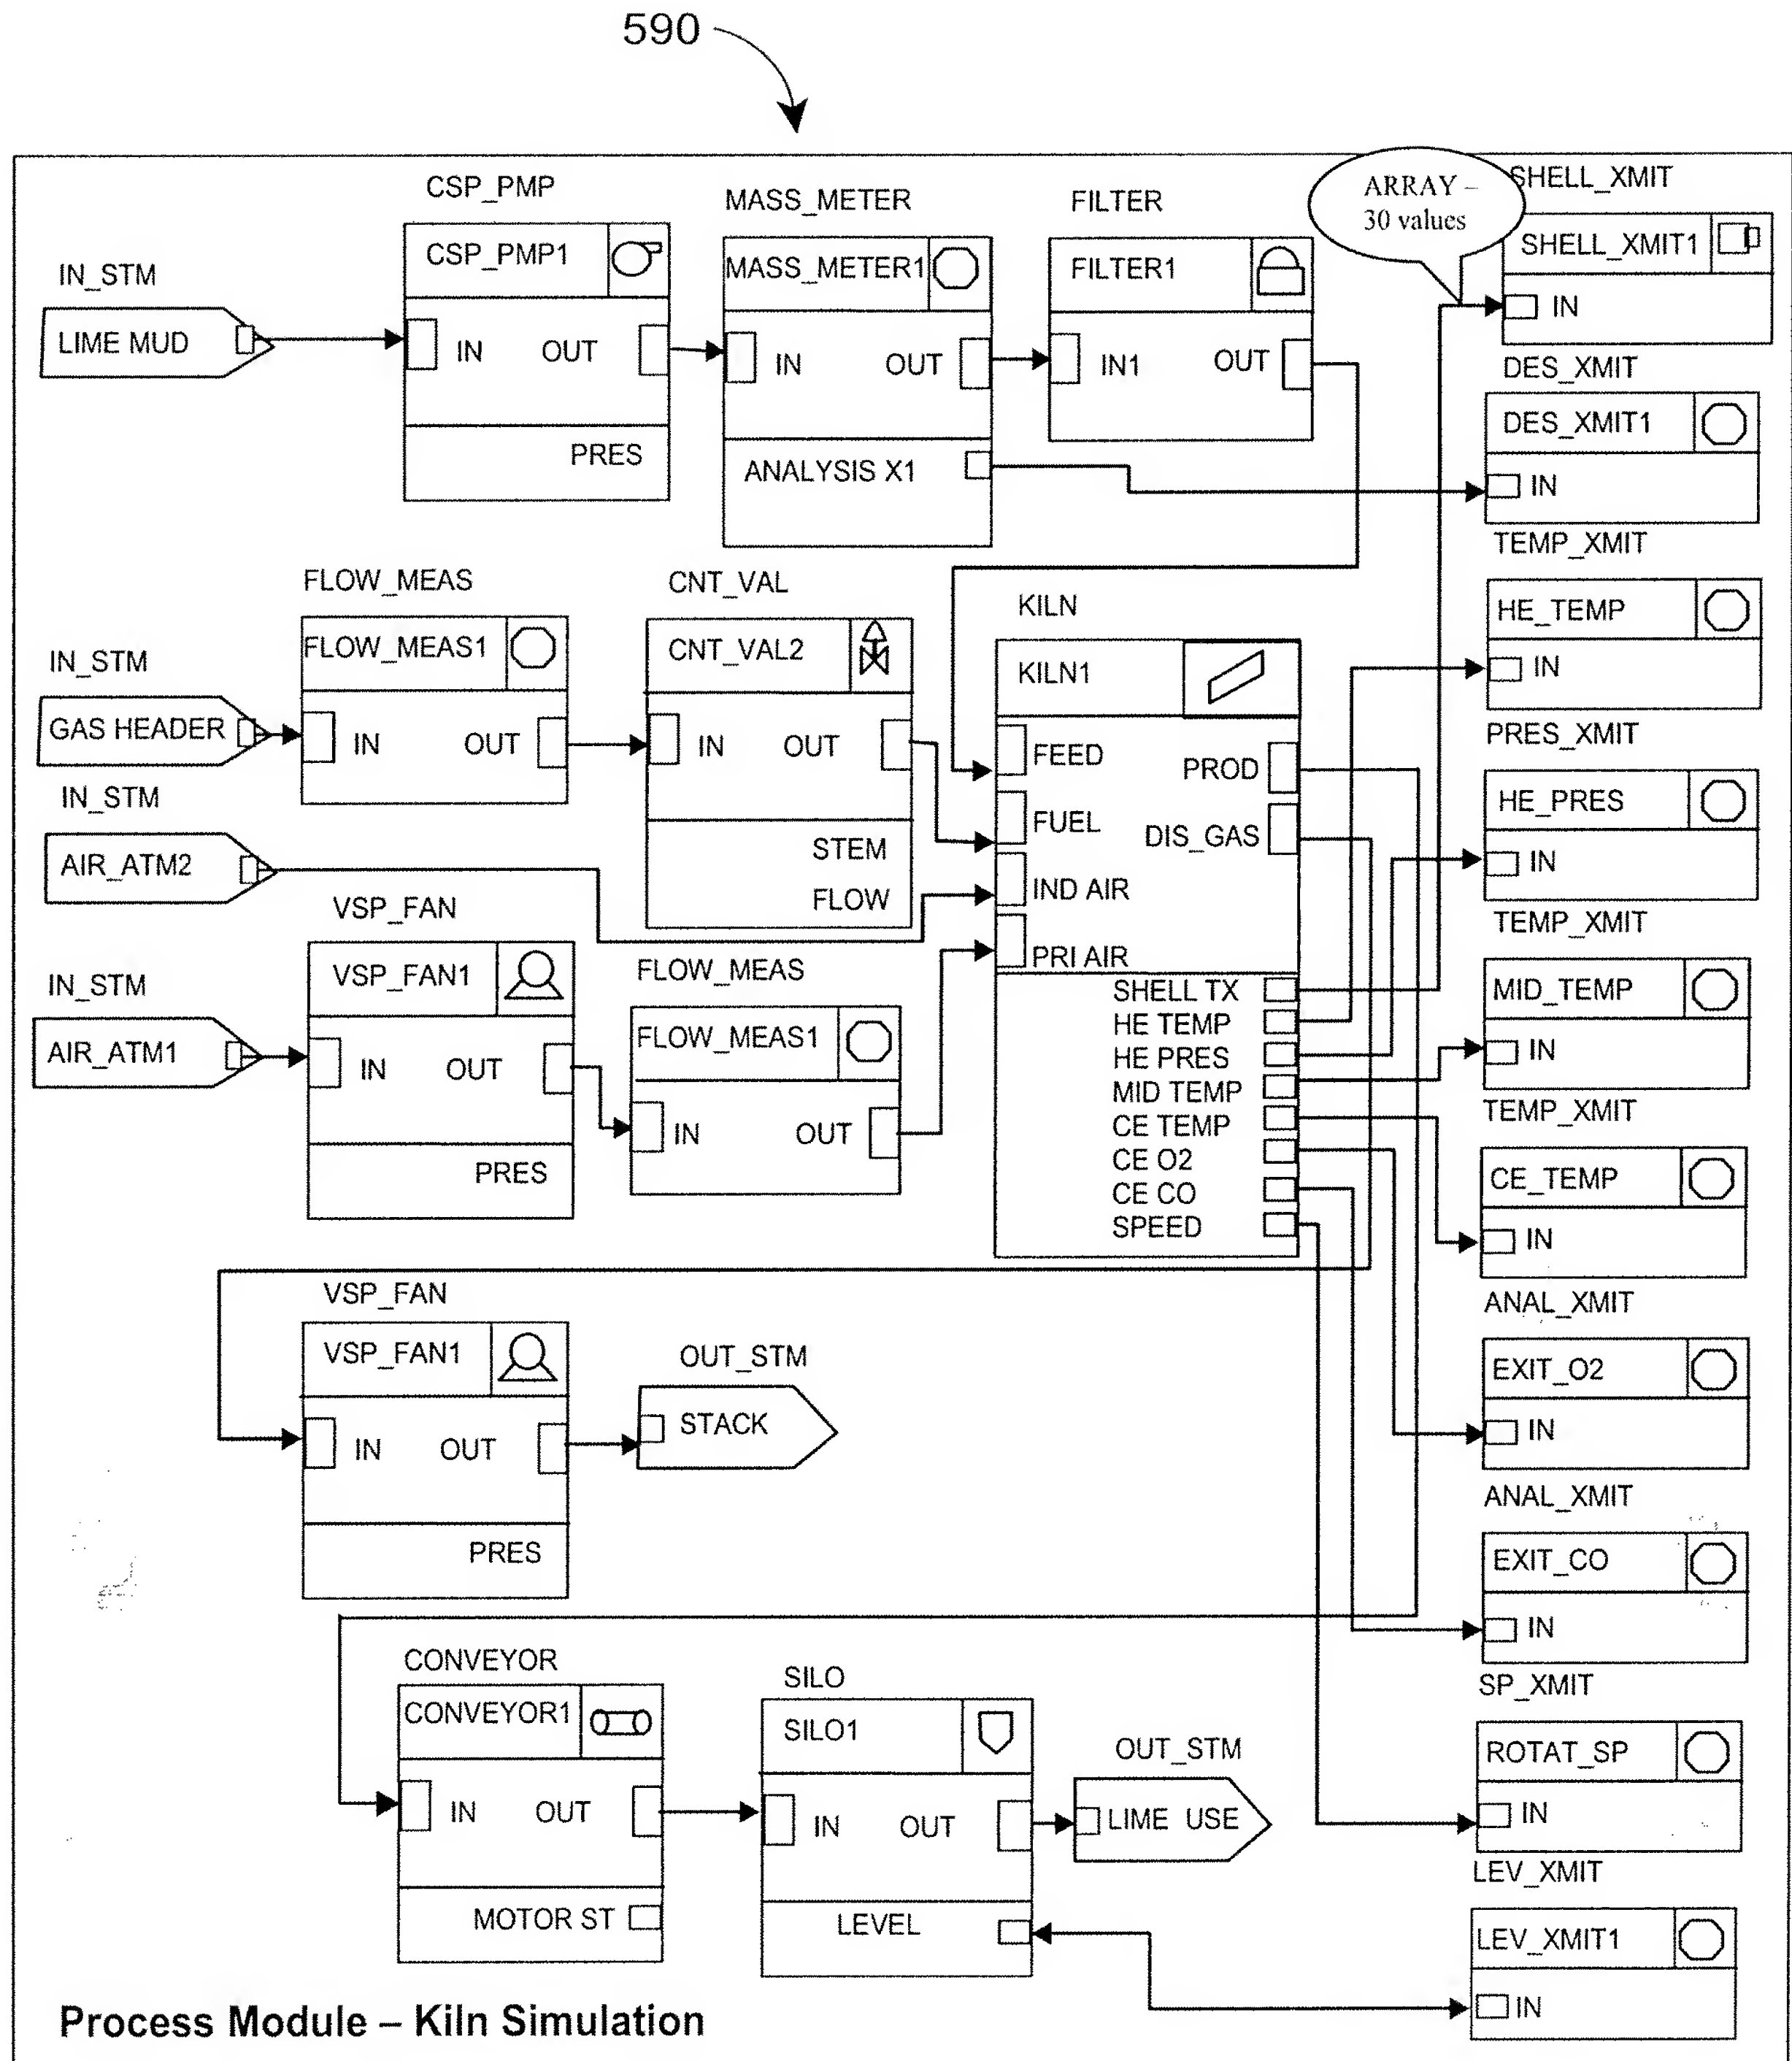 590
CSP_PMP
CSP_PMP1
IN OUT
PRES
MASS_METER
MASS_METER1
IN OUT
ANALYSIS X1
FILTER
FILTER1
IN1 OUT
ARRAY –
30 values
SHELL_XMIT
SHELL_XMIT1
IN
IN_STM
LIME MUD
DES_XMIT
DES_XMIT1
IN
FLOW_MEAS
FLOW_MEAS1
IN OUT
CNT_VAL
CNT_VAL2
IN OUT
STEM
FLOW
IN_STM
GAS HEADER
IN_STM
AIR_ATM2
KILN
KILN1
FEED
FUEL
IND AIR
PRI AIR
PROD
DIS_GAS
SHELL TX
HE TEMP
HE PRES
MID TEMP
CE TEMP
CE O2
CE CO
SPEED
TEMP_XMIT
HE_TEMP
IN
PRES_XMIT
HE_PRES
IN
TEMP_XMIT
MID_TEMP
IN
TEMP_XMIT
CE_TEMP
IN
ANAL_XMIT
EXIT_O2
IN
ANAL_XMIT
EXIT_CO
IN
SP_XMIT
ROTAT_SP
IN
LEV_XMIT
LEV_XMIT1
IN
IN_STM
AIR_ATM1
VSP_FAN
VSP_FAN1
IN OUT
PRES
FLOW_MEAS
FLOW_MEAS1
IN OUT
VSP_FAN
VSP_FAN1
IN OUT
PRES
OUT_STM
STACK
CONVEYOR
CONVEYOR1
IN OUT
MOTOR ST
SILO
SILO1
IN OUT
LEVEL
OUT_STM
LIME USE
Process Module – Kiln Simulation